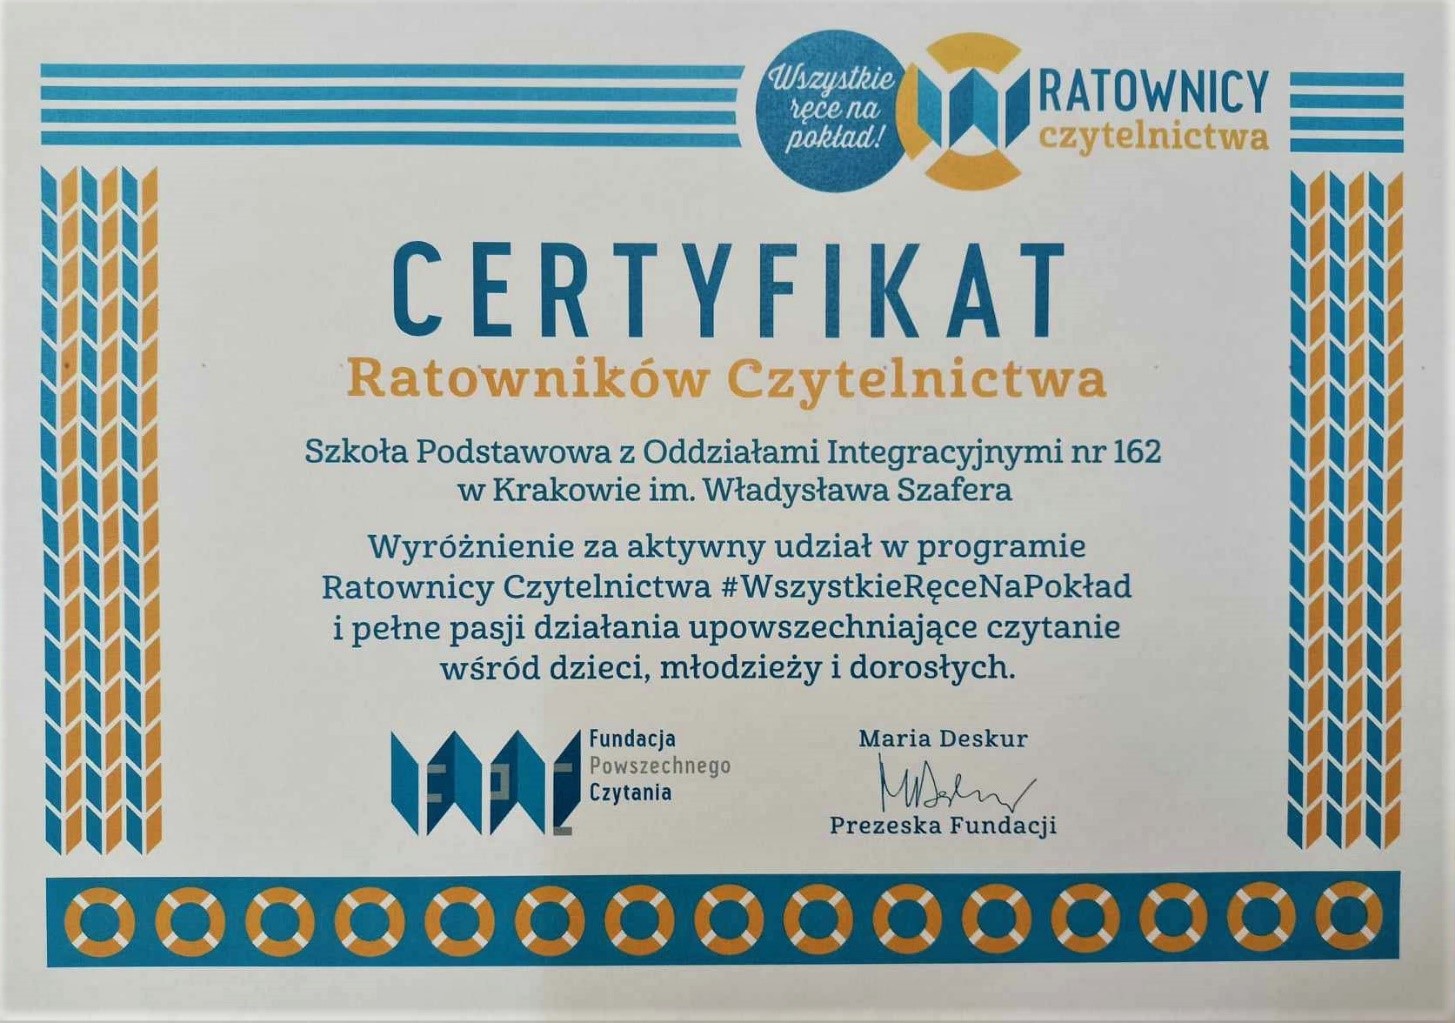 Wszystkie
ręce na
pokład!
RATOWNICY
czytelnictwa
CERTYFIKAT
Ratowników Czytelnictwa
Szkoła Podstawowa z Oddziałami Integracyjnymi nr 162
w Krakowie im. Władysława Szafera
Wyróżnienie za aktywny udział w programie
Ratownicy Czytelnictwa #WszystkieRęceNaPokład
i pełne pasji działania upowszechniające czytanie
wśród dzieci, młodzieży i dorosłych.
Fundacja
Powszechnego
Czytania
Maria Deskur
Prezeska Fundacji